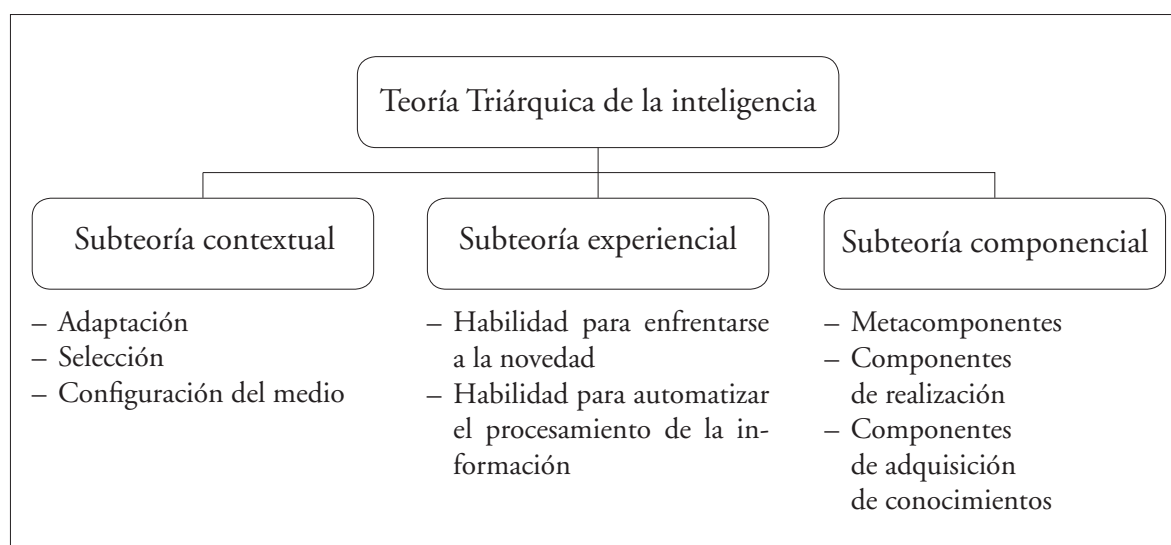 Teoría Triárquica de la inteligencia
Subteoría contextual
– Adaptación
– Selección
– Configuración del medio
Subteoría experiencial
– Habilidad para enfrentarse
a la novedad
– Habilidad para automatizar
el procesamiento de la in-
formación
Subteoría componencial
– Metacomponentes
– Componentes
de realización
– Componentes
de adquisición
de conocimientos